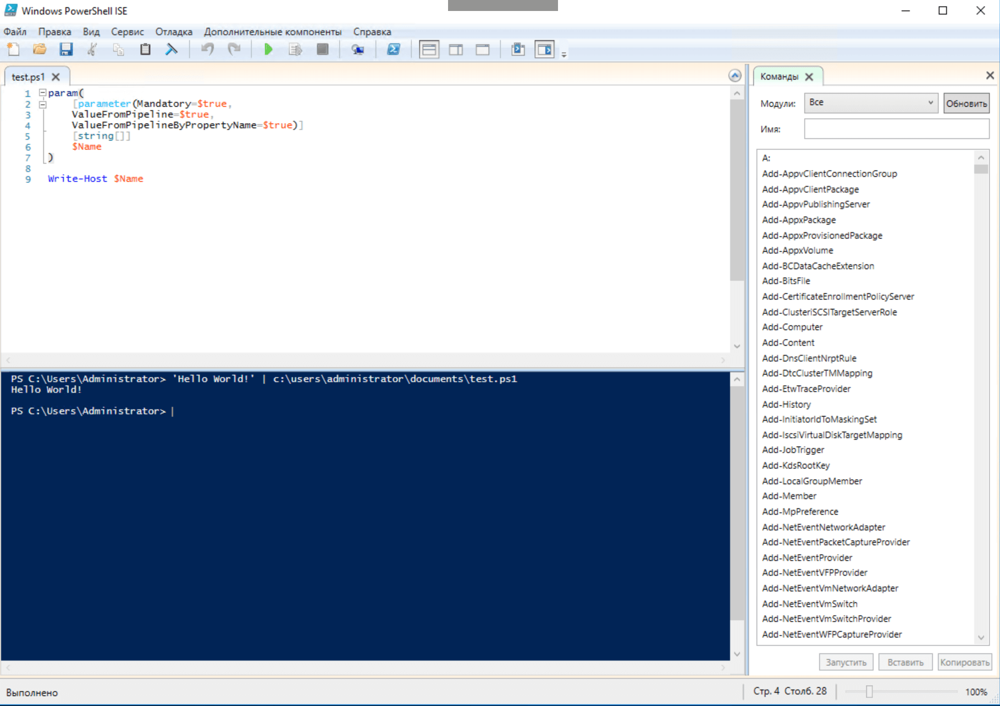 Windows PowerShell ISE
Файл Правка Вид Сервис Отладка Дополнительные компоненты Справка
test.ps1
1 param(
2 [parameter(Mandatory=$true,
3 ValueFromPipeline=$true,
4 ValueFromPipelineByPropertyName=$true)]
5 [string[]]
6 $Name
7 )
8
9 Write-Host $Name
PS C:\Users\Administrator> 'Hello World!' | c:\users\administrator\documents\test.ps1
Hello World!
PS C:\Users\Administrator>
Команды
Модули: Все Обновить
Имя:
A:
Add-AppvClientConnectionGroup
Add-AppvClientPackage
Add-AppvPublishingServer
Add-AppxPackage
Add-AppxProvisionedPackage
Add-AppxVolume
Add-BCDataCacheExtension
Add-BitsFile
Add-CertificateEnrollmentPolicyServer
Add-ClusteriSCSITargetServerRole
Add-Computer
Add-Content
Add-DnsClientNrptRule
Add-DtcClusterTMMapping
Add-EtwTraceProvider
Add-History
Add-InitiatorIdToMaskingSet
Add-IscsiVirtualDiskTargetMapping
Add-JobTrigger
Add-KdsRootKey
Add-LocalGroupMember
Add-Member
Add-MpPreference
Add-NetEventNetworkAdapter
Add-NetEventPacketCaptureProvider
Add-NetEventProvider
Add-NetEventVFPProvider
Add-NetEventVmNetworkAdapter
Add-NetEventVmSwitch
Add-NetEventVmSwitchProvider
Add-NetEventWFPCaptureProvider
Запустить Вставить Копировать
Выполнено
Стр. 4 Столб. 28
100%